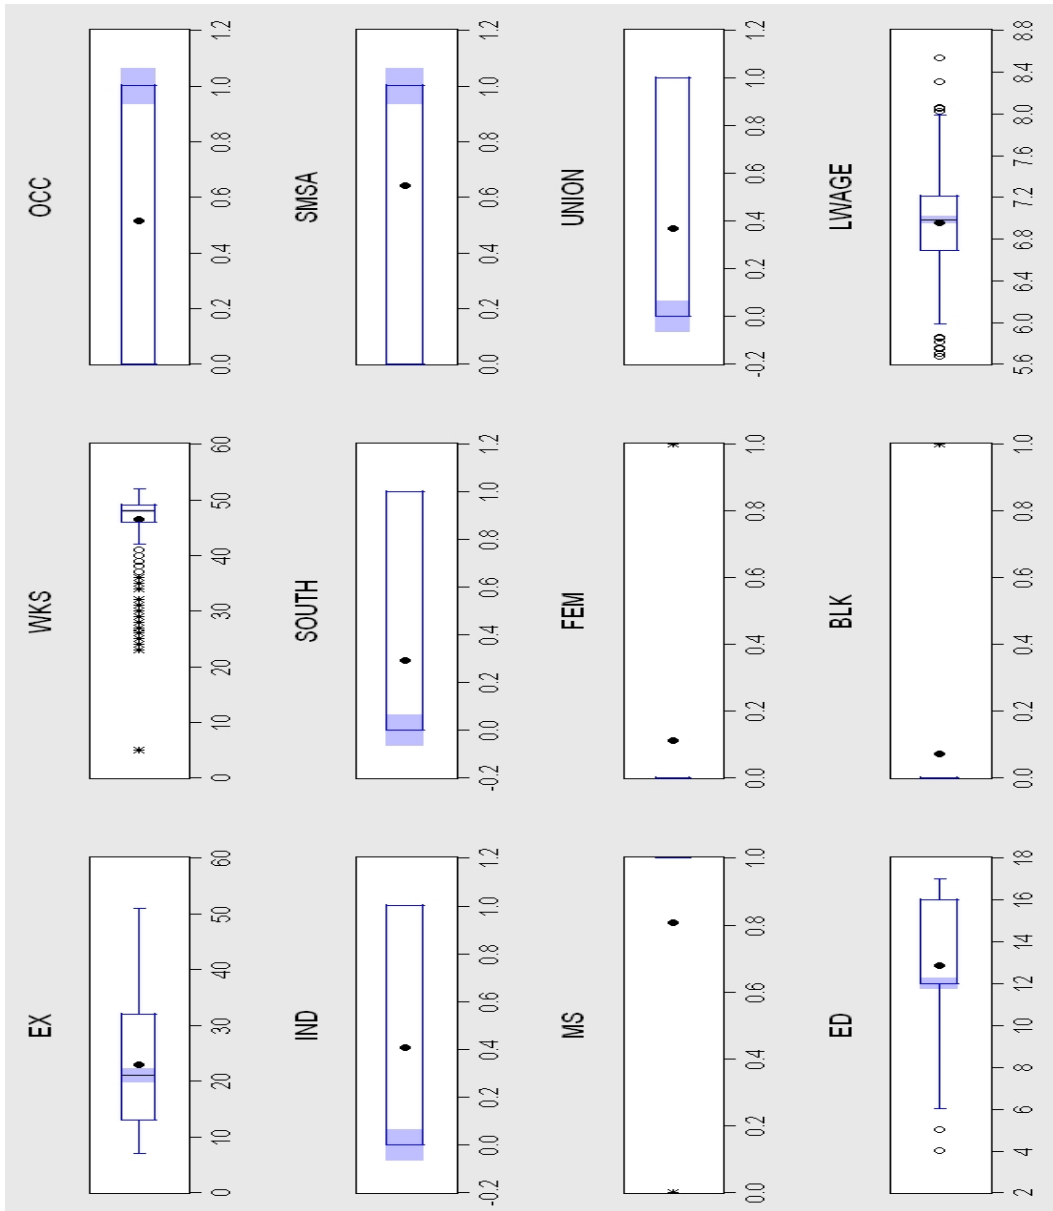 EX WKS OCC
0 10 20 30 40 50 60 0 10 20 30 40 50 60 0.0 0.2 0.4 0.6 0.8 1.0 1.2
IND SOUTH SMSA
-0.2 0.0 0.2 0.4 0.6 0.8 1.0 1.2 -0.2 0.0 0.2 0.4 0.6 0.8 1.0 1.2 0.0 0.2 0.4 0.6 0.8 1.0 1.2
MS FEM UNION
0.0 0.2 0.4 0.6 0.8 1.0 0.0 0.2 0.4 0.6 0.8 1.0 -0.2 0.0 0.2 0.4 0.6 0.8 1.0 1.2
ED BLK LWAGE
2 4 6 8 10 12 14 16 18 0.0 0.2 0.4 0.6 0.8 1.0 5.6 6.0 6.4 6.8 7.2 7.6 8.0 8.4 8.8